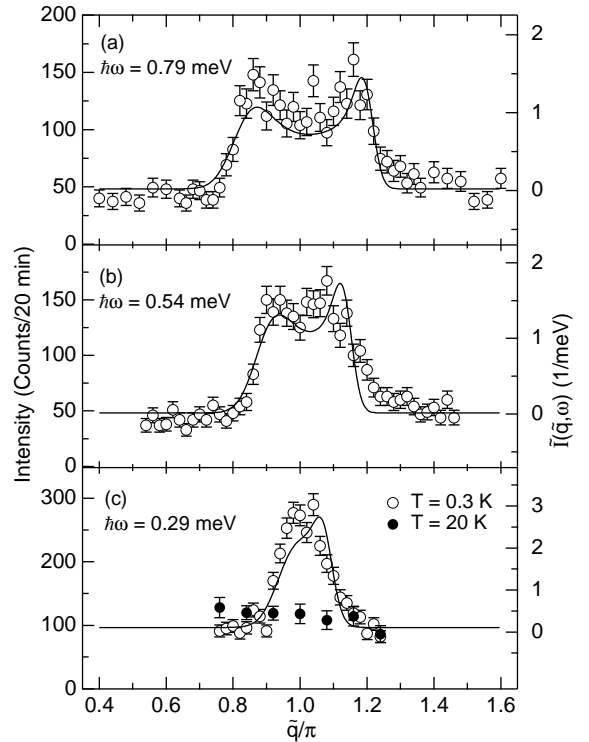 (a)
ħω = 0.79 meV
200
150
100
50
0
2
1
0
(b)
ħω = 0.54 meV
150
100
50
0
2
1
0
(c)
ħω = 0.29 meV
T = 0.3 K
T = 20 K
300
200
100
0
3
2
1
0
0.4 0.6 0.8 1.0 1.2 1.4 1.6
q̃/π
Intensity (Counts/20 min)
Ĩ(q̃,ω) (1/meV)